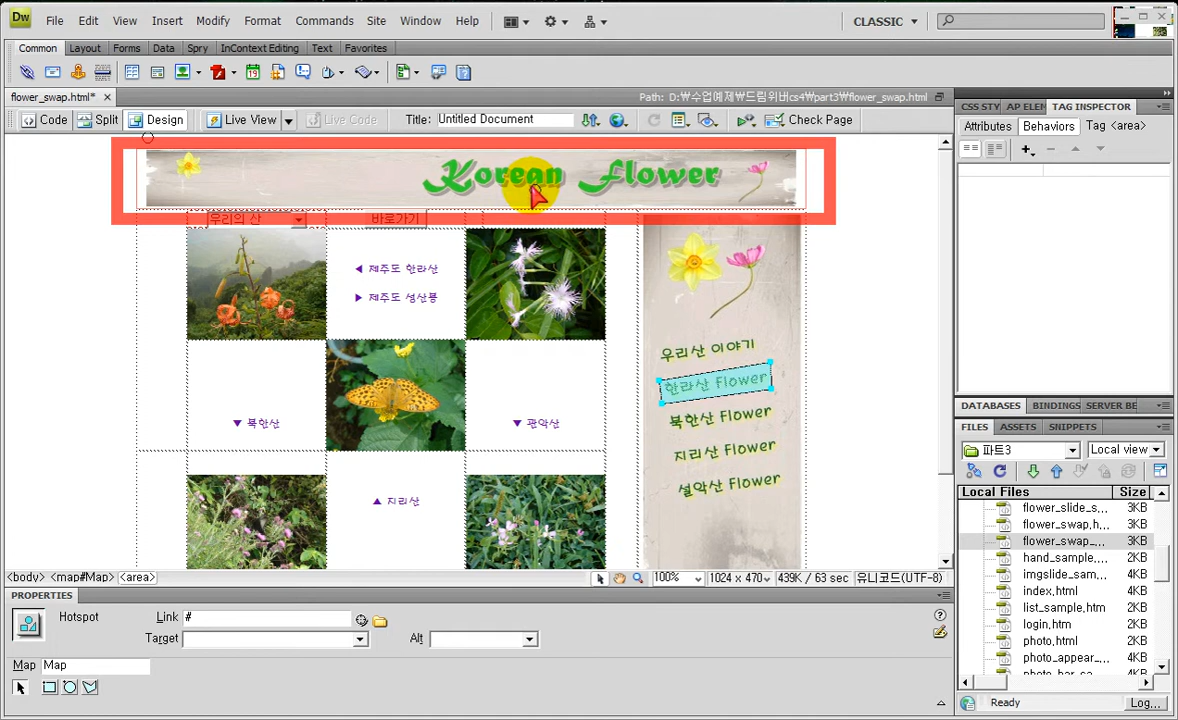 Dw File Edit View Insert Modify Format Commands Site Window Help CLASSIC
Common Layout Forms Data Spry InContext Editing Text Favorites
flower_swap.html* Path: D:₩수업예제₩드림위버cs4₩part3₩flower_swap.html
Code Split Design Live View Live Code Title: Untitled Document Check Page
CSS STY AP ELEM TAG INSPECTOR
Attributes Behaviors Tag <area>
Korean Flower
우리의 산 바로가기
◀ 제주도 한라산
▶ 제주도 성산봉
▼ 북한산
▼ 관악산
▲ 지리산
우리산 이야기
한라산 Flower
북한산 Flower
지리산 Flower
설악산 Flower
DATABASES BINDINGS SERVER BE
FILES ASSETS SNIPPETS
파트3 Local view
Local Files Size
flower_slide_s... 3KB
flower_swap,h... 3KB
flower_swap_... 3KB
hand_sample,... 2KB
imgslide_sam... 4KB
index,html 4KB
list_sample,htm 2KB
login,htm 2KB
photo,html 4KB
photo_appear_... 4KB
photo_bar_sa... 4KB
Ready Log...
<body> <map#Map> <area> 100% 1024 x 470 439K / 63 sec 유니코드(UTF-8)
PROPERTIES
Hotspot Link #
Target Alt
Map Map